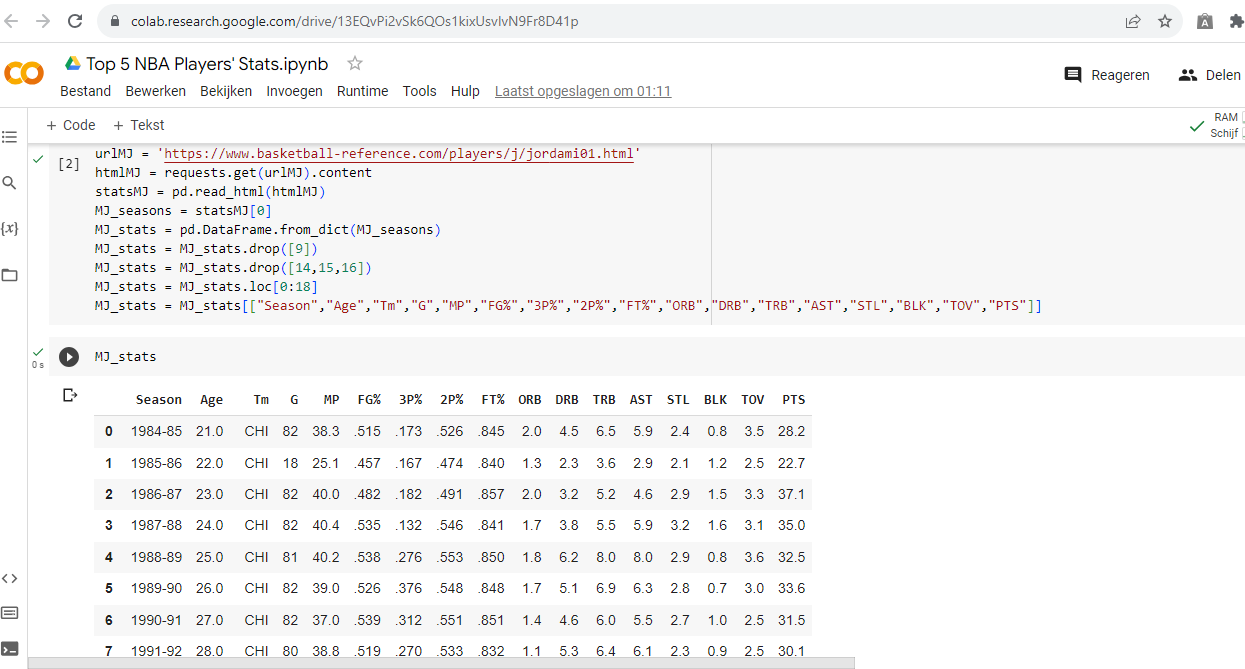 colab.research.google.com/drive/13EQvPi2vSk6QOs1kixUsvlvN9Fr8D41p
Top 5 NBA Players' Stats.ipynb
Reageren
Delen
Bestand Bewerken Bekijken Invoegen Runtime Tools Hulp Laatst opgeslagen om 01:11
+ Code + Tekst
RAM
Schijf
[2]
urlMJ = 'https://www.basketball-reference.com/players/j/jordami01.html'
htmlMJ = requests.get(urlMJ).content
statsMJ = pd.read_html(htmlMJ)
MJ_seasons = statsMJ[0]
MJ_stats = pd.DataFrame.from_dict(MJ_seasons)
MJ_stats = MJ_stats.drop([9])
MJ_stats = MJ_stats.drop([14,15,16])
MJ_stats = MJ_stats.loc[0:18]
MJ_stats = MJ_stats[["Season","Age","Tm","G","MP","FG%","3P%","2P%","FT%","ORB","DRB","TRB","AST","STL","BLK","TOV","PTS"]]
0 s
MJ_stats
Season Age Tm G MP FG% 3P% 2P% FT% ORB DRB TRB AST STL BLK TOV PTS
0 1984-85 21.0 CHI 82 38.3 .515 .173 .526 .845 2.0 4.5 6.5 5.9 2.4 0.8 3.5 28.2
1 1985-86 22.0 CHI 18 25.1 .457 .167 .474 .840 1.3 2.3 3.6 2.9 2.1 1.2 2.5 22.7
2 1986-87 23.0 CHI 82 40.0 .482 .182 .491 .857 2.0 3.2 5.2 4.6 2.9 1.5 3.3 37.1
3 1987-88 24.0 CHI 82 40.4 .535 .132 .546 .841 1.7 3.8 5.5 5.9 3.2 1.6 3.1 35.0
4 1988-89 25.0 CHI 81 40.2 .538 .276 .553 .850 1.8 6.2 8.0 8.0 2.9 0.8 3.6 32.5
5 1989-90 26.0 CHI 82 39.0 .526 .376 .548 .848 1.7 5.1 6.9 6.3 2.8 0.7 3.0 33.6
6 1990-91 27.0 CHI 82 37.0 .539 .312 .551 .851 1.4 4.6 6.0 5.5 2.7 1.0 2.5 31.5
7 1991-92 28.0 CHI 80 38.8 .519 .270 .533 .832 1.1 5.3 6.4 6.1 2.3 0.9 2.5 30.1